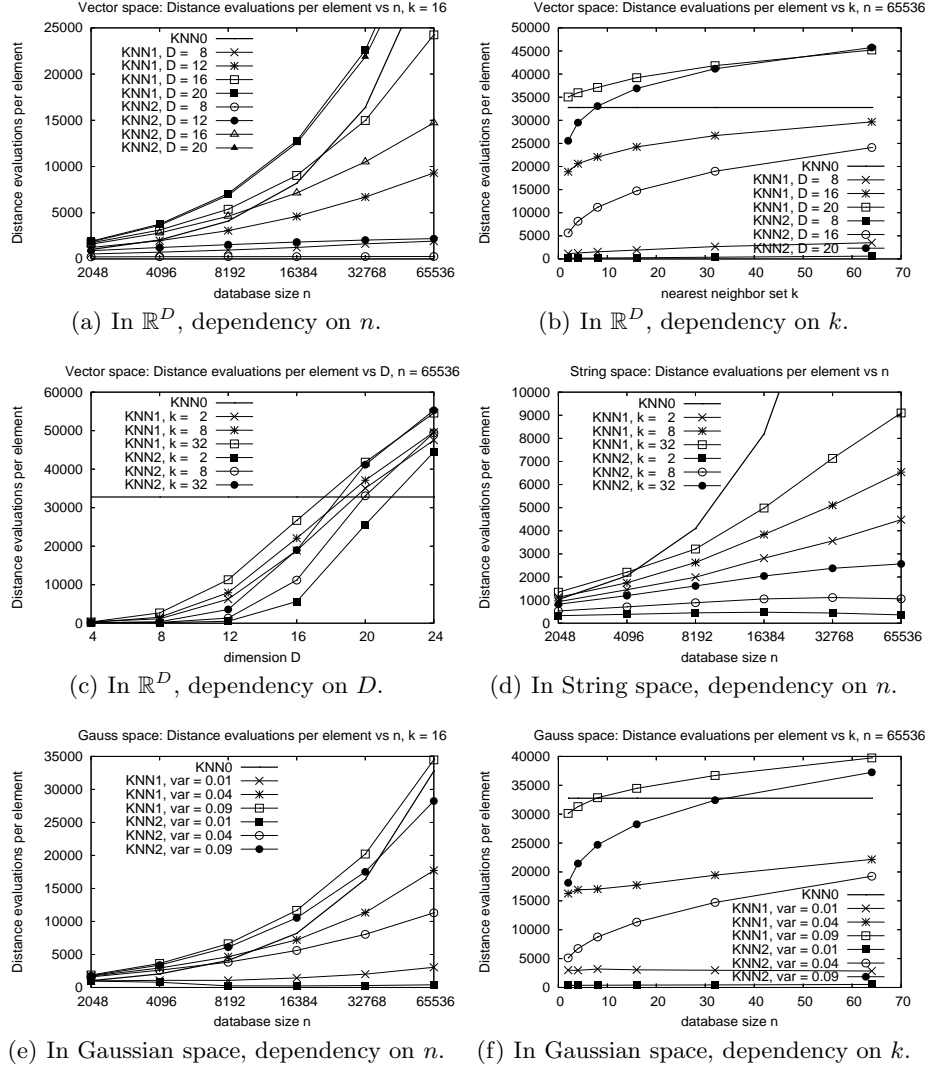 Vector space: Distance evaluations per element vs n, k = 16
Distance evaluations per element
25000
20000
15000
10000
5000
0
KNN0
KNN1, D = 8
KNN1, D = 12
KNN1, D = 16
KNN1, D = 20
KNN2, D = 8
KNN2, D = 12
KNN2, D = 16
KNN2, D = 20
2048 4096 8192 16384 32768 65536
database size n
(a) In ℝ^D, dependency on n.
Vector space: Distance evaluations per element vs k, n = 65536
Distance evaluations per element
50000
45000
40000
35000
30000
25000
20000
15000
10000
5000
0
KNN0
KNN1, D = 8
KNN1, D = 16
KNN1, D = 20
KNN2, D = 8
KNN2, D = 16
KNN2, D = 20
0 10 20 30 40 50 60 70
nearest neighbor set k
(b) In ℝ^D, dependency on k.
Vector space: Distance evaluations per element vs D, n = 65536
Distance evaluations per element
60000
50000
40000
30000
20000
10000
0
KNN0
KNN1, k = 2
KNN1, k = 8
KNN1, k = 32
KNN2, k = 2
KNN2, k = 8
KNN2, k = 32
4 8 12 16 20 24
dimension D
(c) In ℝ^D, dependency on D.
String space: Distance evaluations per element vs n
Distance evaluations per element
10000
9000
8000
7000
6000
5000
4000
3000
2000
1000
0
KNN0
KNN1, k = 2
KNN1, k = 8
KNN1, k = 32
KNN2, k = 2
KNN2, k = 8
KNN2, k = 32
2048 4096 8192 16384 32768 65536
database size n
(d) In String space, dependency on n.
Gauss space: Distance evaluations per element vs n, k = 16
Distance evaluations per element
35000
30000
25000
20000
15000
10000
5000
0
KNN0
KNN1, var = 0.01
KNN1, var = 0.04
KNN1, var = 0.09
KNN2, var = 0.01
KNN2, var = 0.04
KNN2, var = 0.09
2048 4096 8192 16384 32768 65536
database size n
(e) In Gaussian space, dependency on n.
Gauss space: Distance evaluations per element vs k, n = 65536
Distance evaluations per element
40000
35000
30000
25000
20000
15000
10000
5000
0
KNN0
KNN1, var = 0.01
KNN1, var = 0.04
KNN1, var = 0.09
KNN2, var = 0.01
KNN2, var = 0.04
KNN2, var = 0.09
0 10 20 30 40 50 60 70
database size n
(f) In Gaussian space, dependency on k.